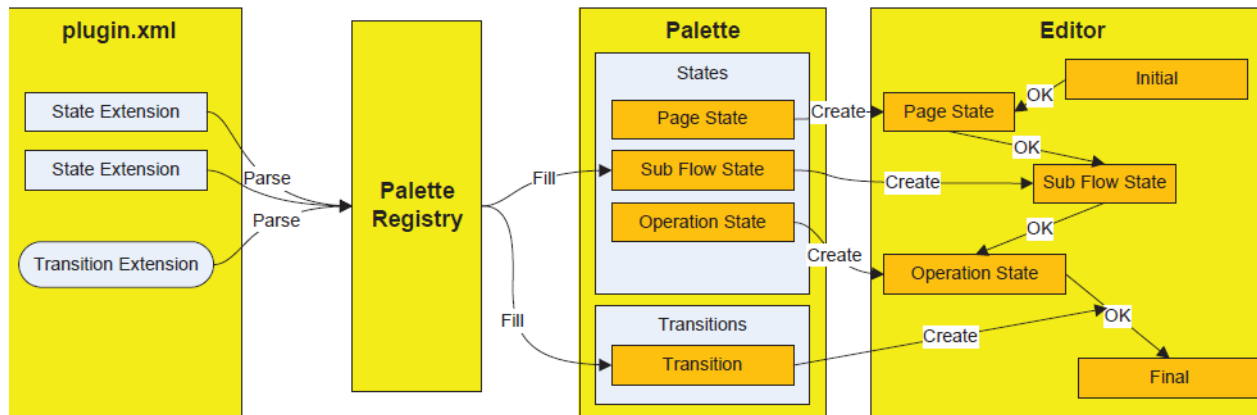 plugin.xml
State Extension
State Extension
Parse
Parse
Transition Extension
Palette
Registry
Fill
Fill
Palette
States
Page State
Sub Flow State
Operation State
Transitions
Transition
Create
Create
Create
Create
Editor
Initial
OK
Page State
OK
Sub Flow State
OK
Operation State
OK
Final